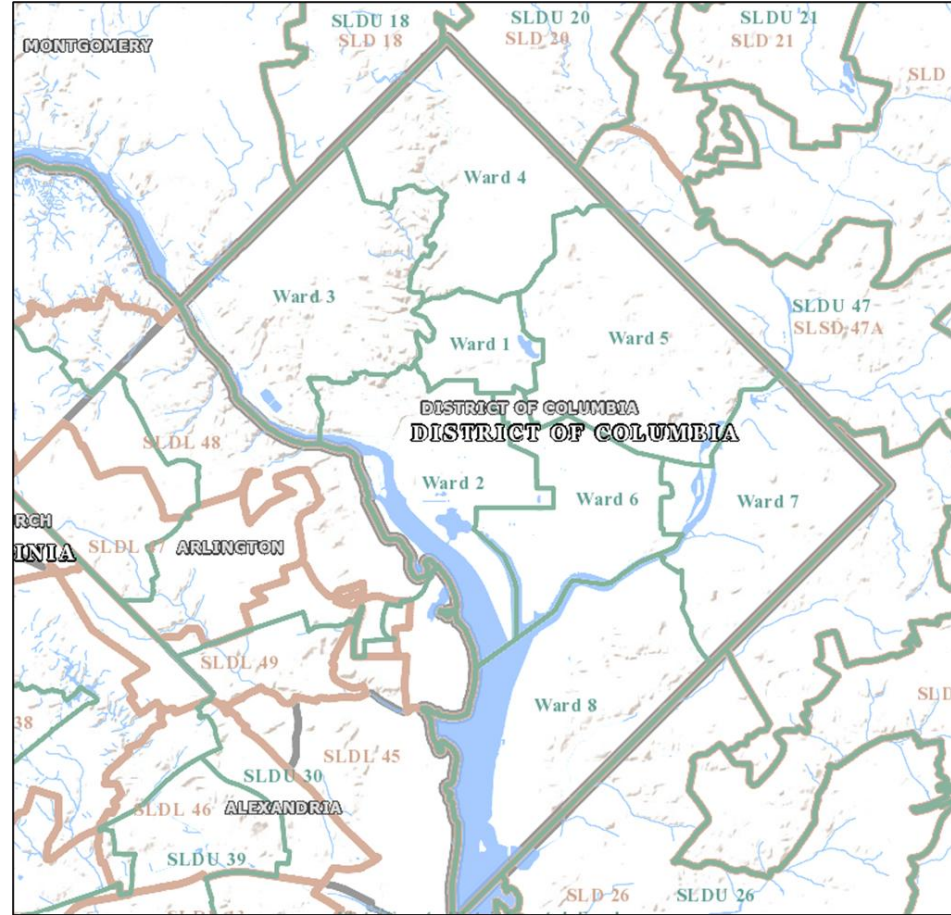 SLDU 18
SLD 18
SLDU 20
SLD 20
SLDU 21
SLD 21
MONTGOMERY
SLD
Ward 4
Ward 3
SLDU 47
SLSD 47A
Ward 1
Ward 5
DISTRICT OF COLUMBIA
DISTRICT OF COLUMBIA
SLDL 48
Ward 2
Ward 6
Ward 7
RCH
INIA
SLDL 47
ARLINGTON
SLDL 49
SLD
Ward 8
38
SLDL 45
SLDU 30
SLDL 46
ALEXANDRIA
SLDU 39
SLD 26
SLDU 26